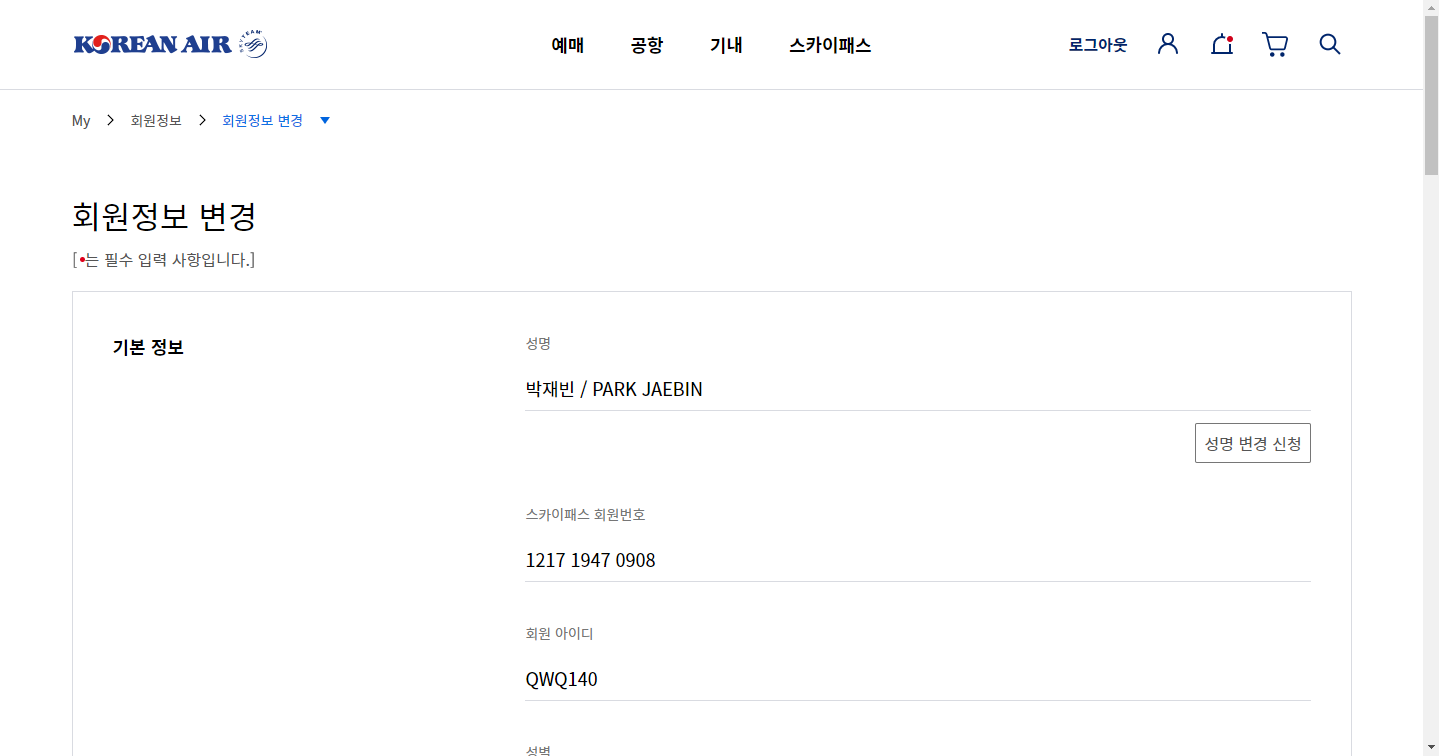 KOREAN AIR SKYTEAM
예매 공항 기내 스카이패스 로그아웃
My 회원정보 회원정보 변경
회원정보 변경
[ •는 필수 입력 사항입니다.]
기본 정보
성명
박재빈 / PARK JAEBIN
성명 변경 신청
스카이패스 회원번호
1217 1947 0908
회원 아이디
QWQ140
성별